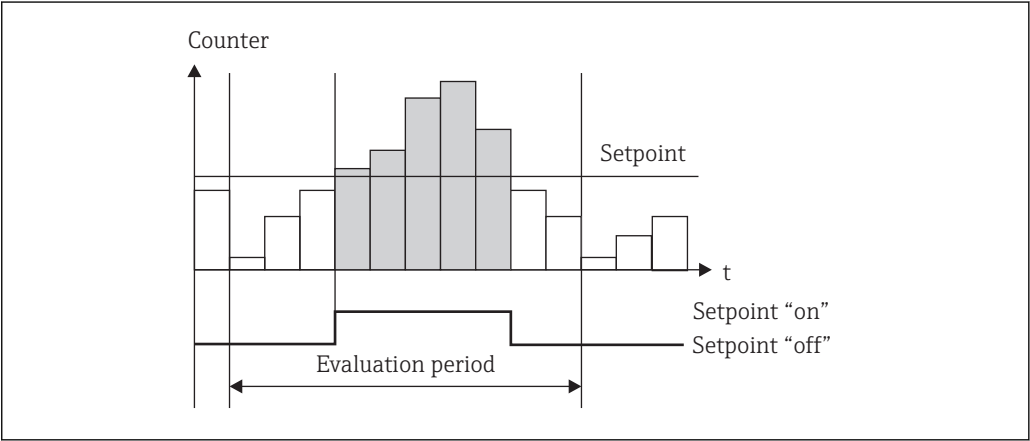 Counter
Setpoint
t
Setpoint “on”
Setpoint “off”
Evaluation period